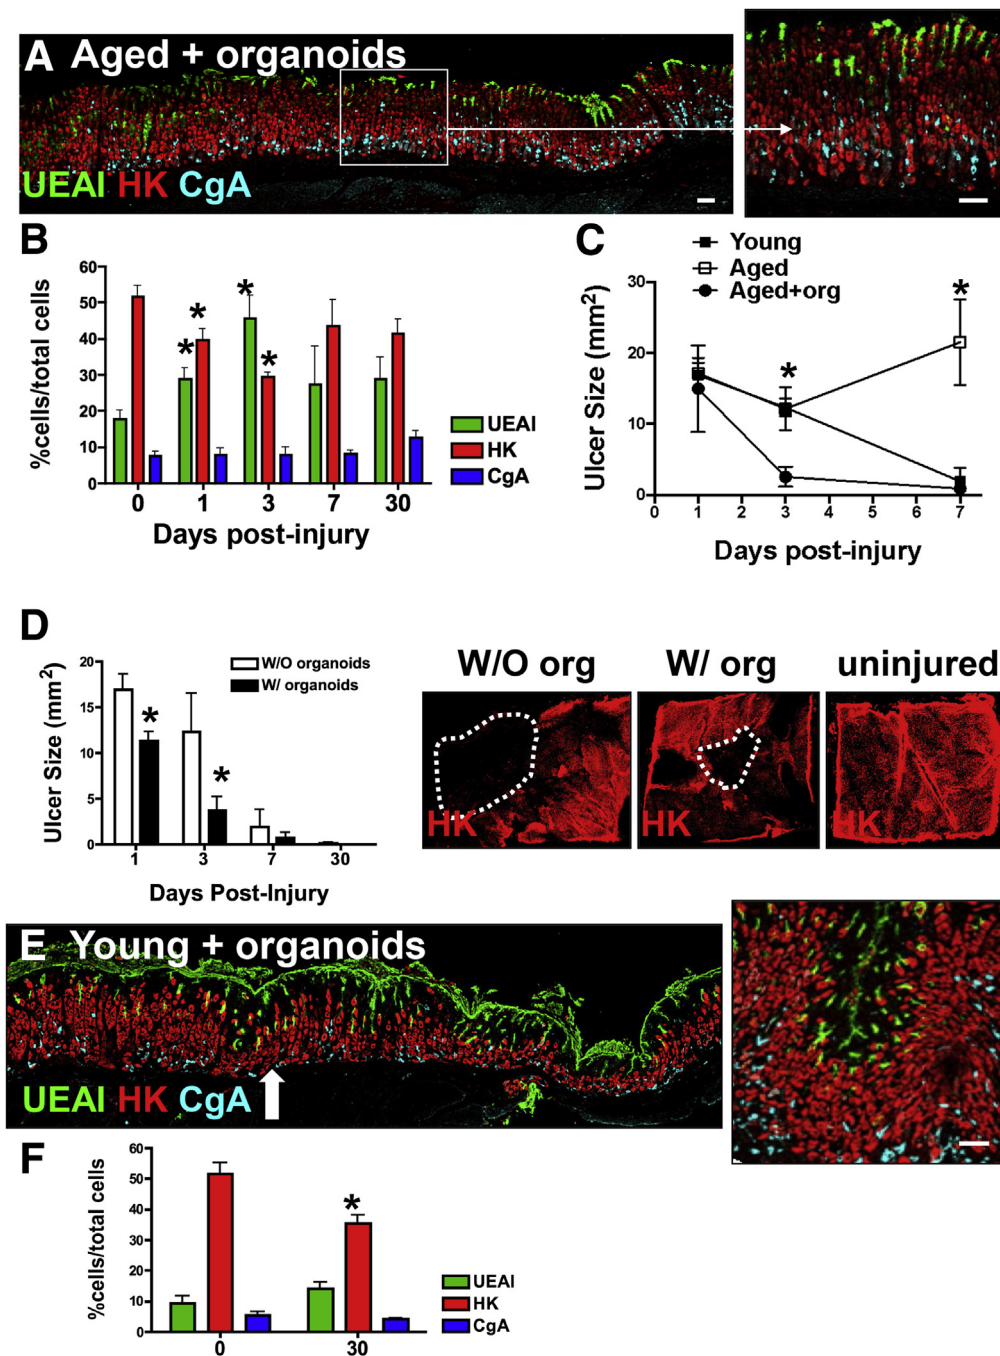 A Aged + organoids
UEAI HK CgA
B
60
50
40
30
20
10
0
%cells/total cells
* * * *
0 1 3 7 30
Days post-injury
UEAI
HK
CgA
C
Young
Aged
Aged+org
30
20
10
0
Ulcer Size (mm²)
* *
0 1 2 3 4 5 6 7
Days post-injury
D
20
15
10
5
0
Ulcer Size (mm²)
W/O organoids
W/ organoids
* *
1 3 7 30
Days Post-Injury
W/O org W/ org uninjured
HK HK HK
E Young + organoids
UEAI HK CgA
F
60
50
40
30
20
10
0
%cells/total cells
*
0 30
UEAI
HK
CgA